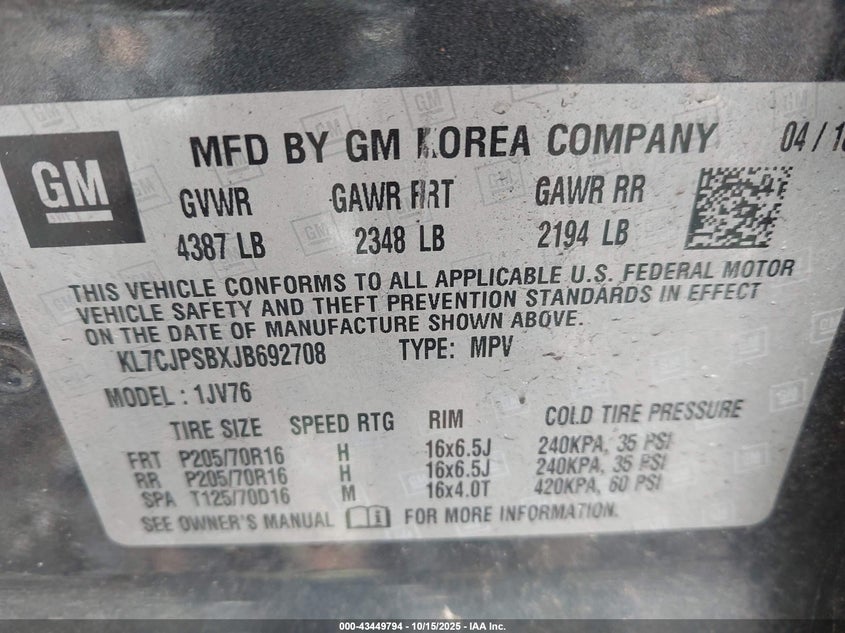 GM
MFD BY GM KOREA COMPANY 04/18
GVWR GAWR FRT GAWR RR
4387 LB 2348 LB 2194 LB
THIS VEHICLE CONFORMS TO ALL APPLICABLE U.S. FEDERAL MOTOR
VEHICLE SAFETY AND THEFT PREVENTION STANDARDS IN EFFECT
ON THE DATE OF MANUFACTURE SHOWN ABOVE.
KL7CJPSBXJB692708 TYPE: MPV
MODEL: 1JV76
TIRE SIZE SPEED RTG RIM COLD TIRE PRESSURE
FRT P205/70R16 H 16x6.5J 240KPA, 35 PSI
RR P205/70R16 H 16x6.5J 240KPA, 35 PSI
SPA T125/70D16 M 16x4.0T 420KPA, 60 PSI
SEE OWNER'S MANUAL FOR MORE INFORMATION.
000-43449794 - 10/15/2025 - IAA Inc.